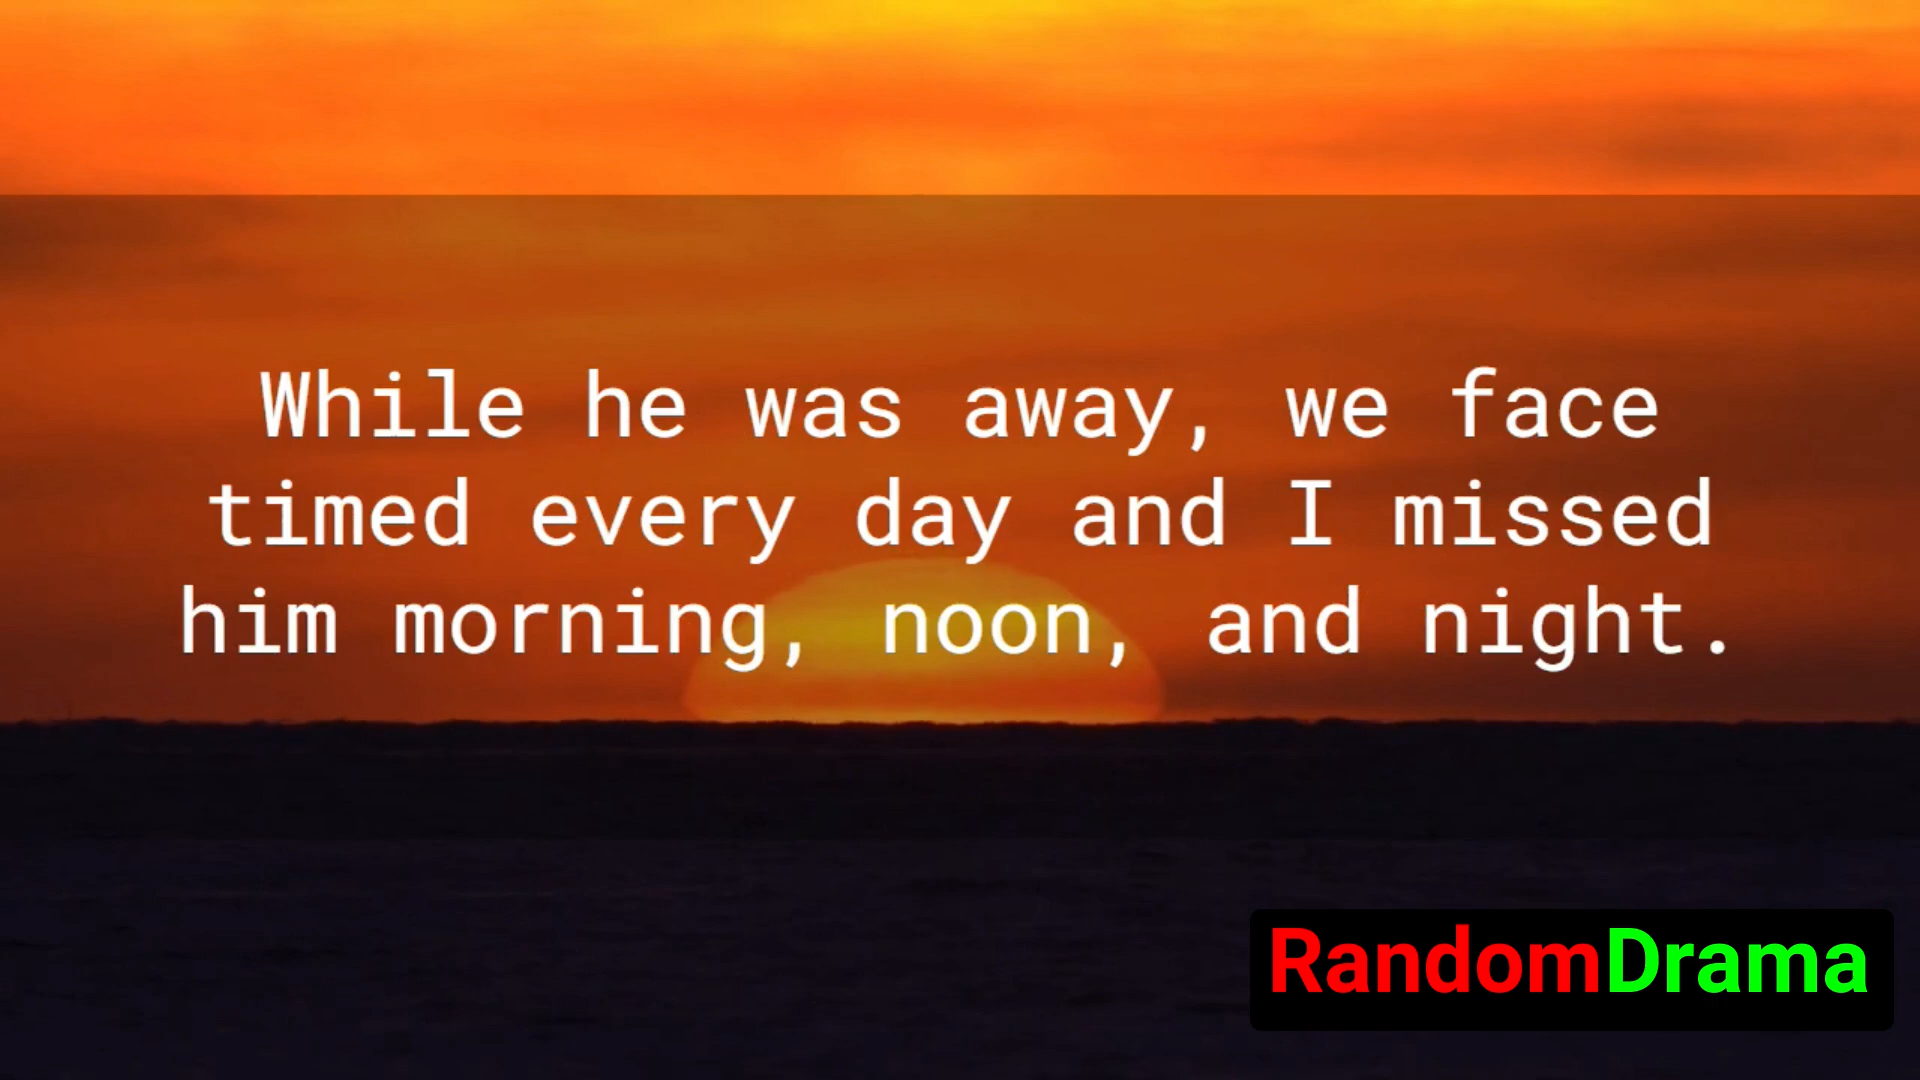 While he was away, we face
timed every day and I missed
him morning, noon, and night.
RandomDrama